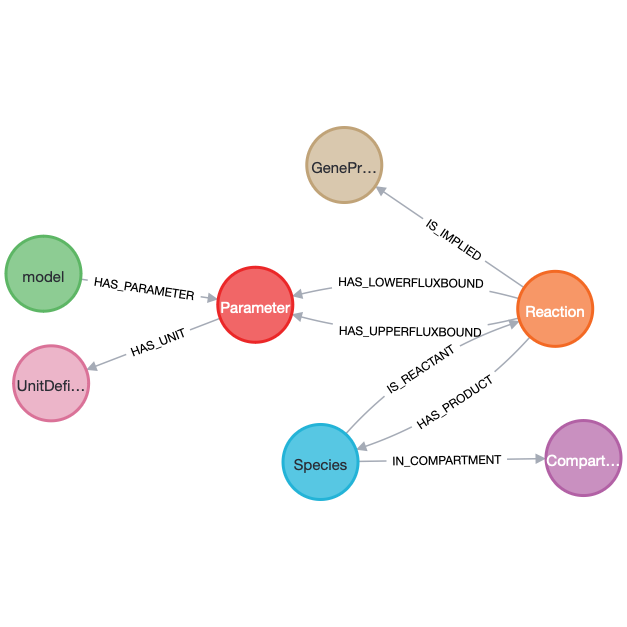 GenePr...
IS_IMPLIED
model
HAS_PARAMETER
HAS_LOWERFLUXBOUND
Parameter
Reaction
HAS_UPPERFLUXBOUND
HAS_UNIT
IS_REACTANT
UnitDefi...
HAS_PRODUCT
Species
IN_COMPARTMENT
Compart...